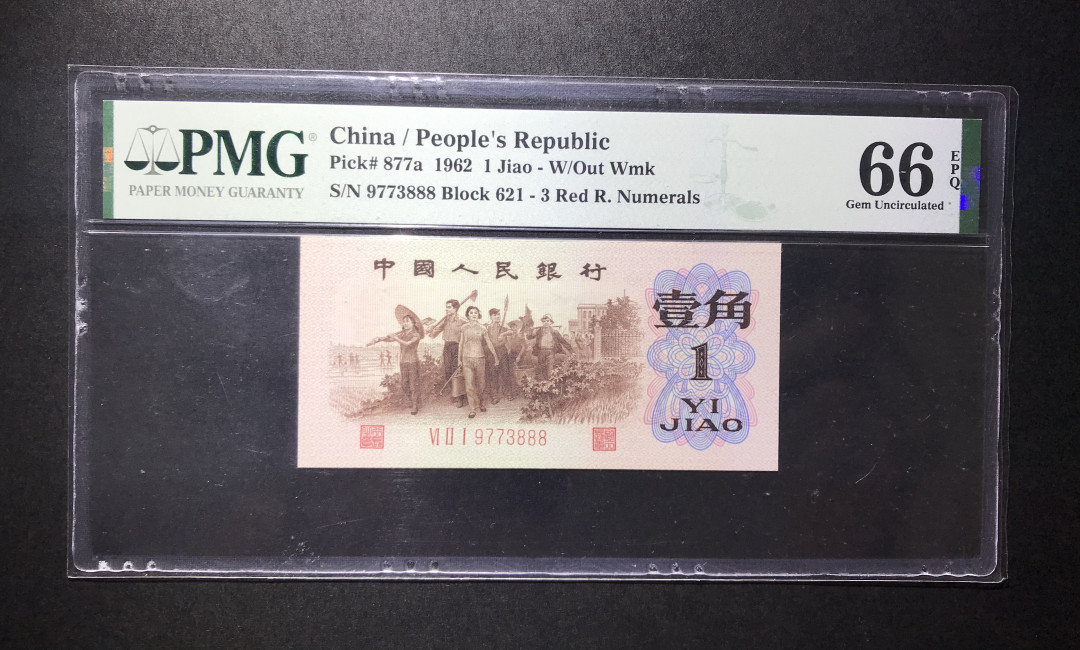 PMG®
PAPER MONEY GUARANTY
China / People's Republic
Pick# 877a 1962 1 Jiao - W/Out Wmk
S/N 9773888 Block 621 - 3 Red R. Numerals
66
EPQ
Gem Uncirculated
中國人民銀行
壹角
1
YI
JIAO
VI II I 9773888